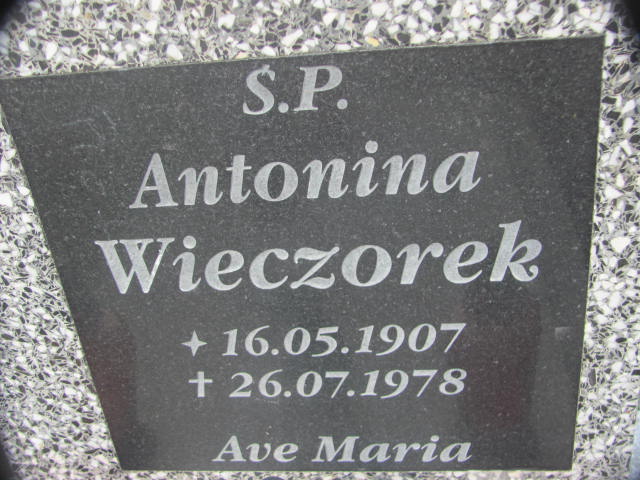 Ś.P.
Antonina
Wieczorek
✦ 16.05.1907
✝ 26.07.1978
Ave Maria